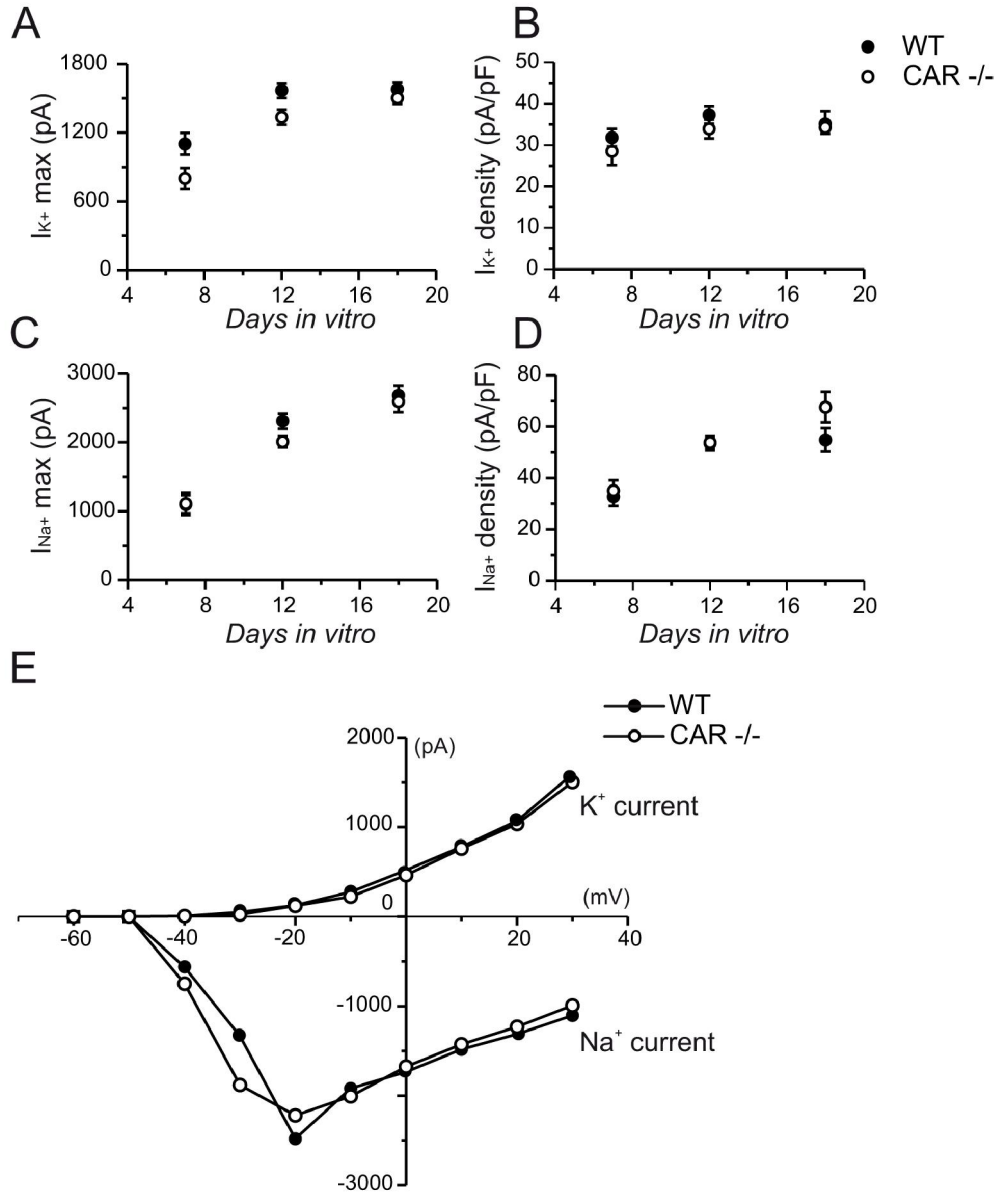 A
B
WT
CAR -/-
I_K+ max (pA)
1800
1200
600
0
4 8 12 16 20
Days in vitro
I_K+ density (pA/pF)
50
40
30
20
10
0
4 8 12 16 20
Days in vitro
C
D
I_Na+ max (pA)
3000
2000
1000
0
4 8 12 16 20
Days in vitro
I_Na+ density (pA/pF)
80
60
40
20
0
4 8 12 16 20
Days in vitro
E
WT
CAR -/-
2000
(pA)
K+ current
1000
0
(mV)
-60 -40 -20 20 40
-1000
Na+ current
-3000